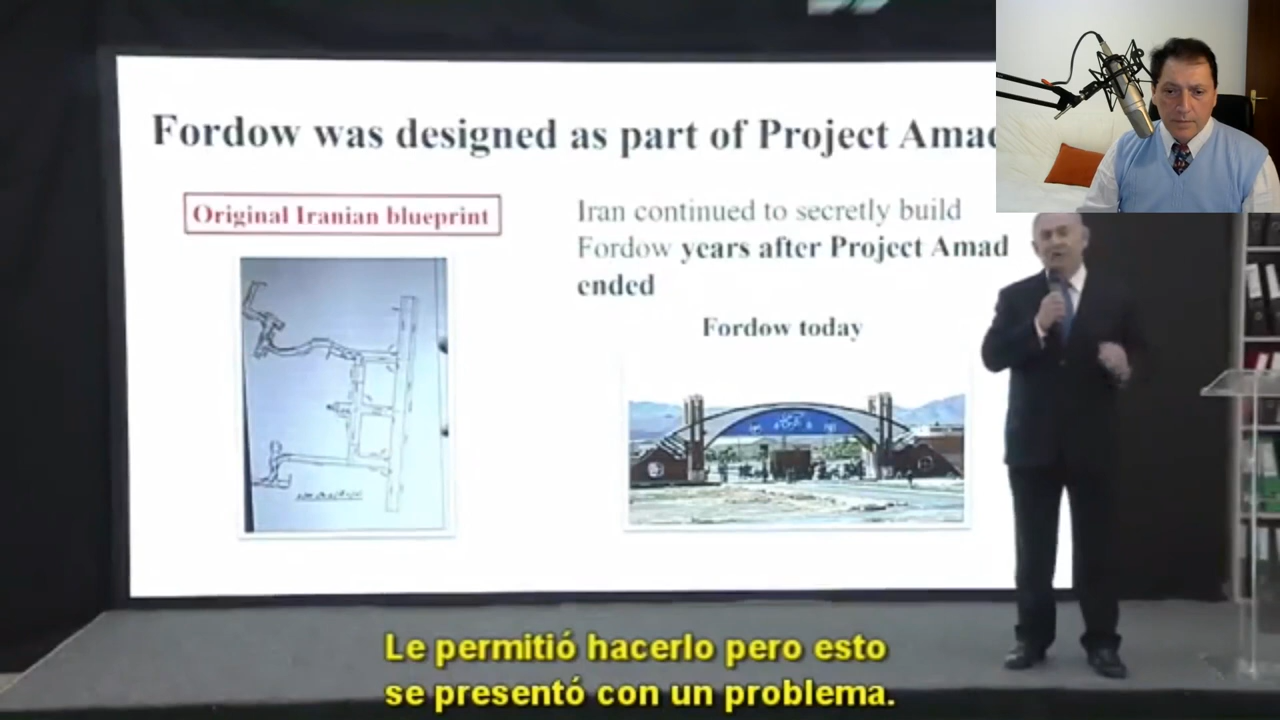 Fordow was designed as part of Project Amad
Original Iranian blueprint
Iran continued to secretly build
Fordow years after Project Amad
ended
Fordow today
Le permitió hacerlo pero esto
se presentó con un problema.